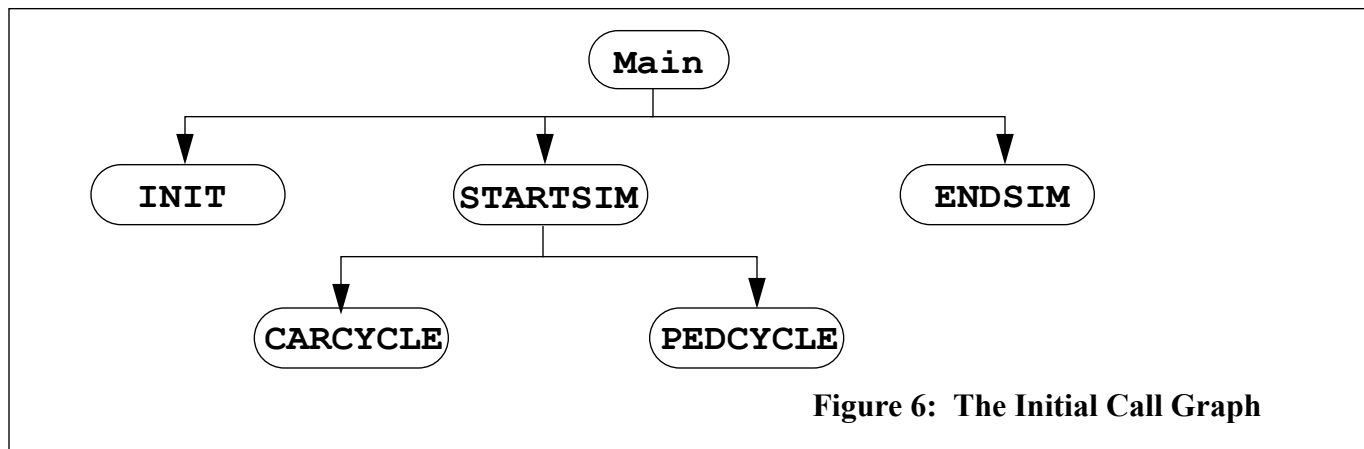 Main
INIT STARTSIM ENDSIM
CARCYCLE PEDCYCLE
Figure 6: The Initial Call Graph